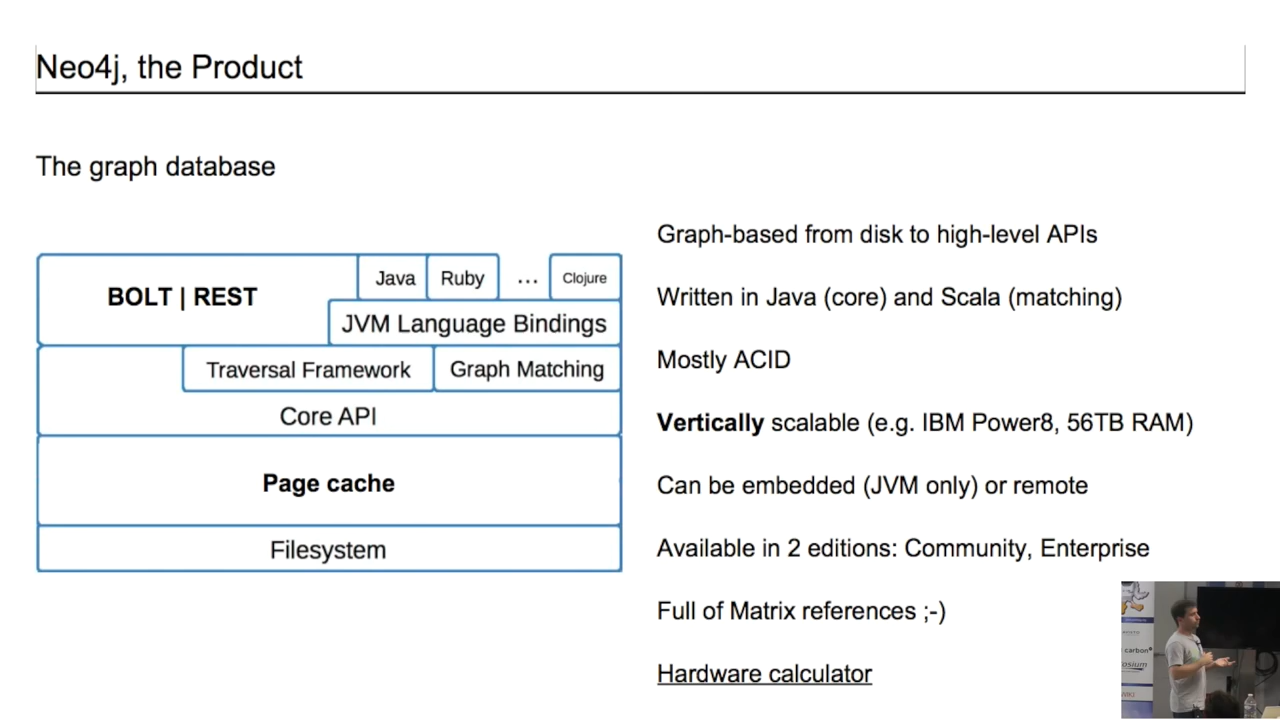 Neo4j, the Product
The graph database
BOLT | REST
Java
Ruby
...
Clojure
JVM Language Bindings
Traversal Framework
Graph Matching
Core API
Page cache
Filesystem
Graph-based from disk to high-level APIs
Written in Java (core) and Scala (matching)
Mostly ACID
Vertically scalable (e.g. IBM Power8, 56TB RAM)
Can be embedded (JVM only) or remote
Available in 2 editions: Community, Enterprise
Full of Matrix references ;-)
Hardware calculator
carbon